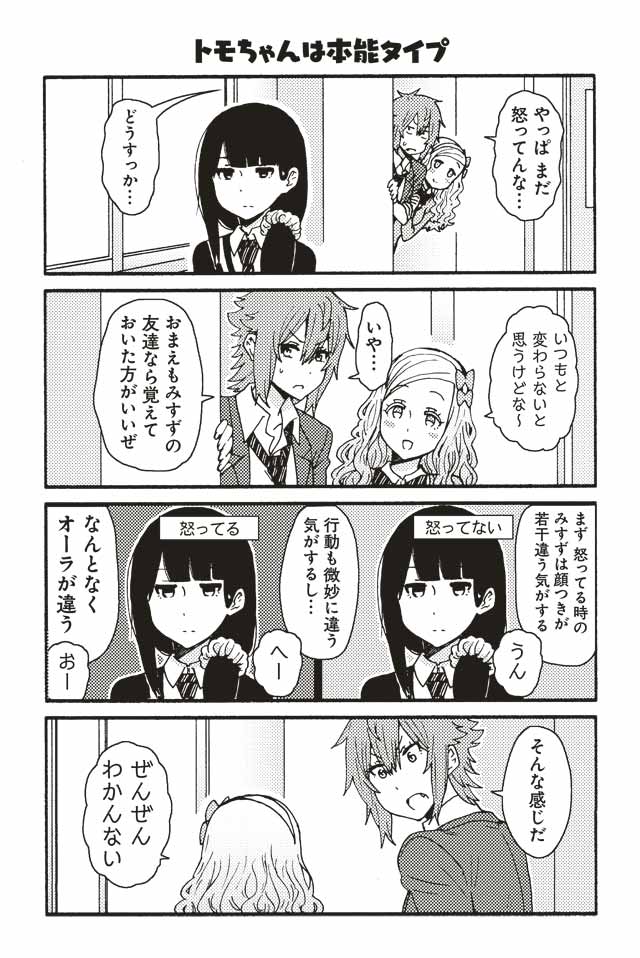 トモちゃんは本能タイプ
やっぱ まだ
怒ってんな…
どうすっか…
いつもと
変わらないと
思うけどな～
いや…
おまえもみすずの
友達なら覚えて
おいた方がいいぜ
まず 怒ってる時の
みすずは顔つきが
若干違う気がする
怒ってない
うん
行動も微妙に違う
気がするし…
怒ってる
へー
なんとなく
オーラが違う
おー
そんな感じだ
ぜんぜん
わかんない